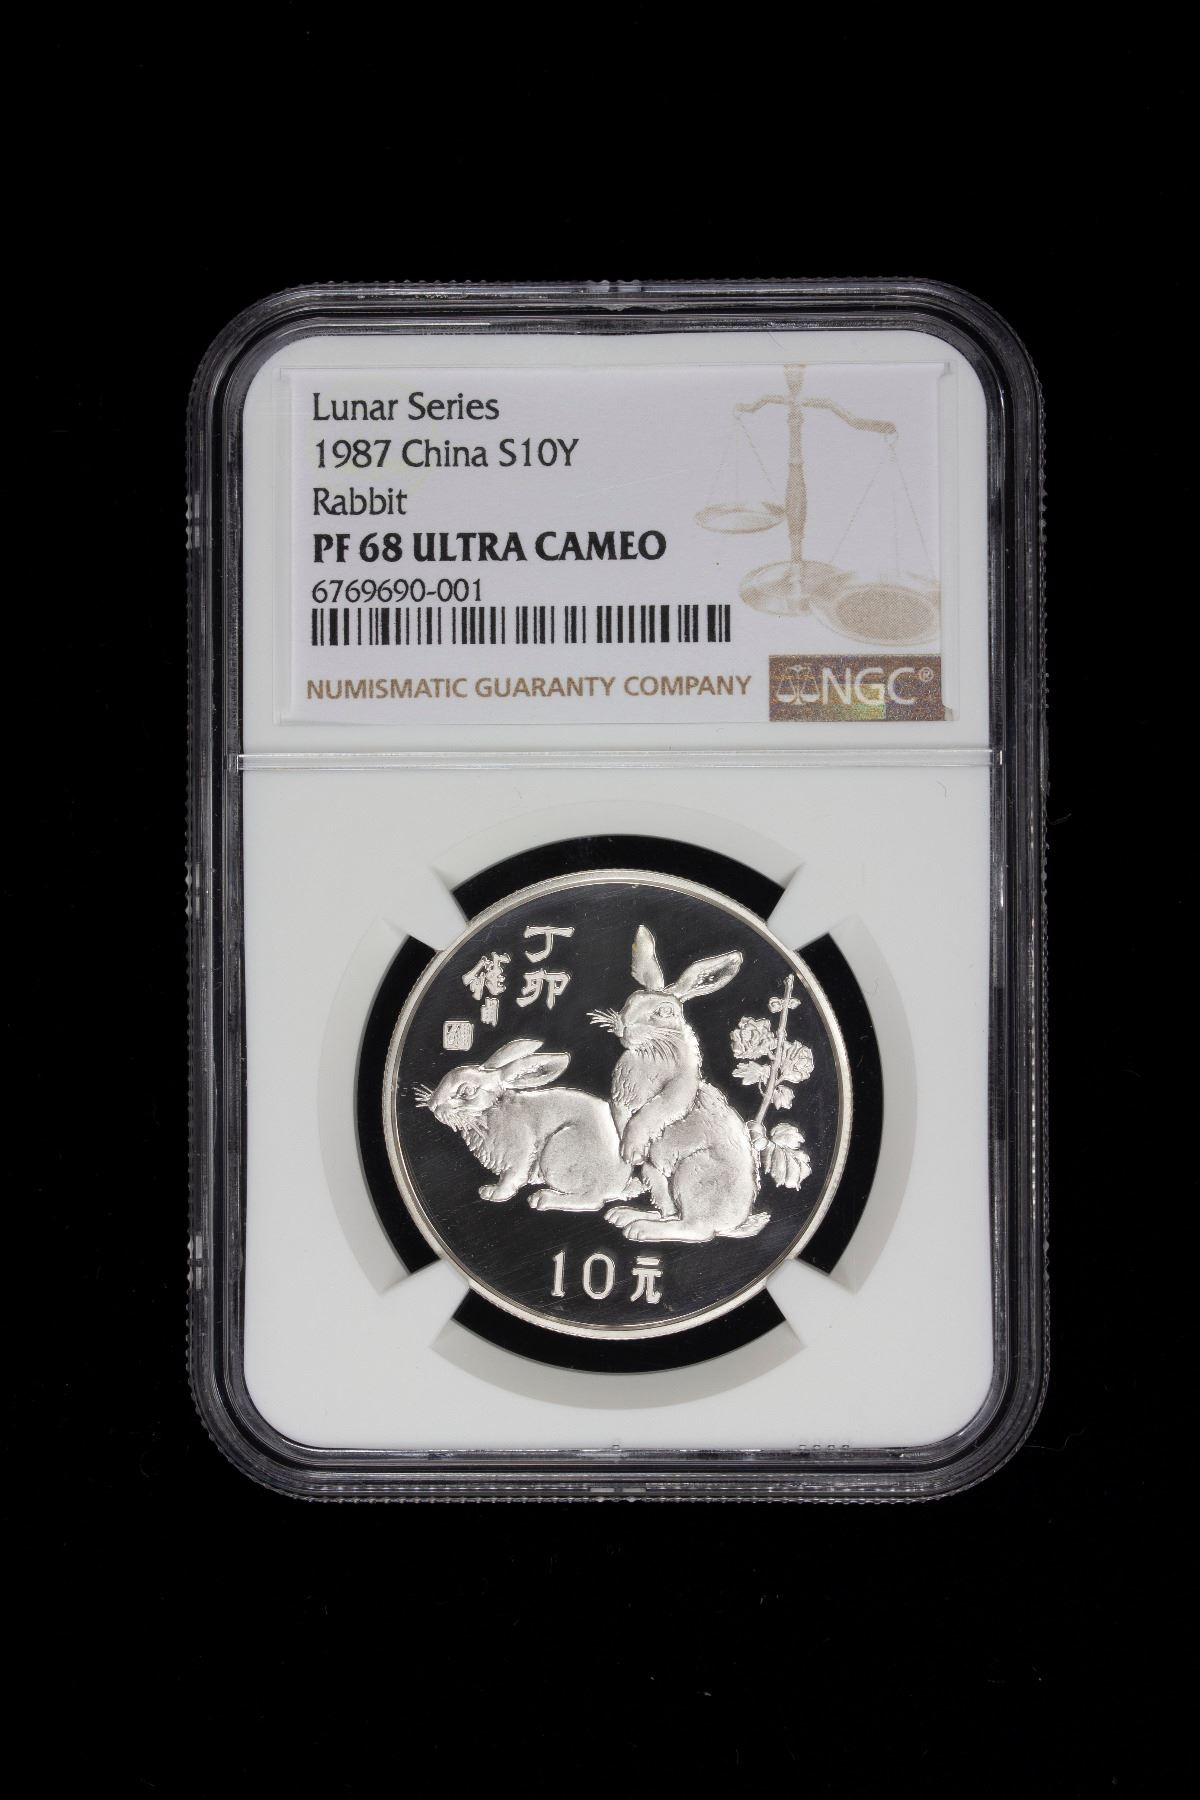 Lunar Series
1987 China S10Y
Rabbit
PF 68 ULTRA CAMEO
6769690-001
NUMISMATIC GUARANTY COMPANY
NGC®
丁卯
10元